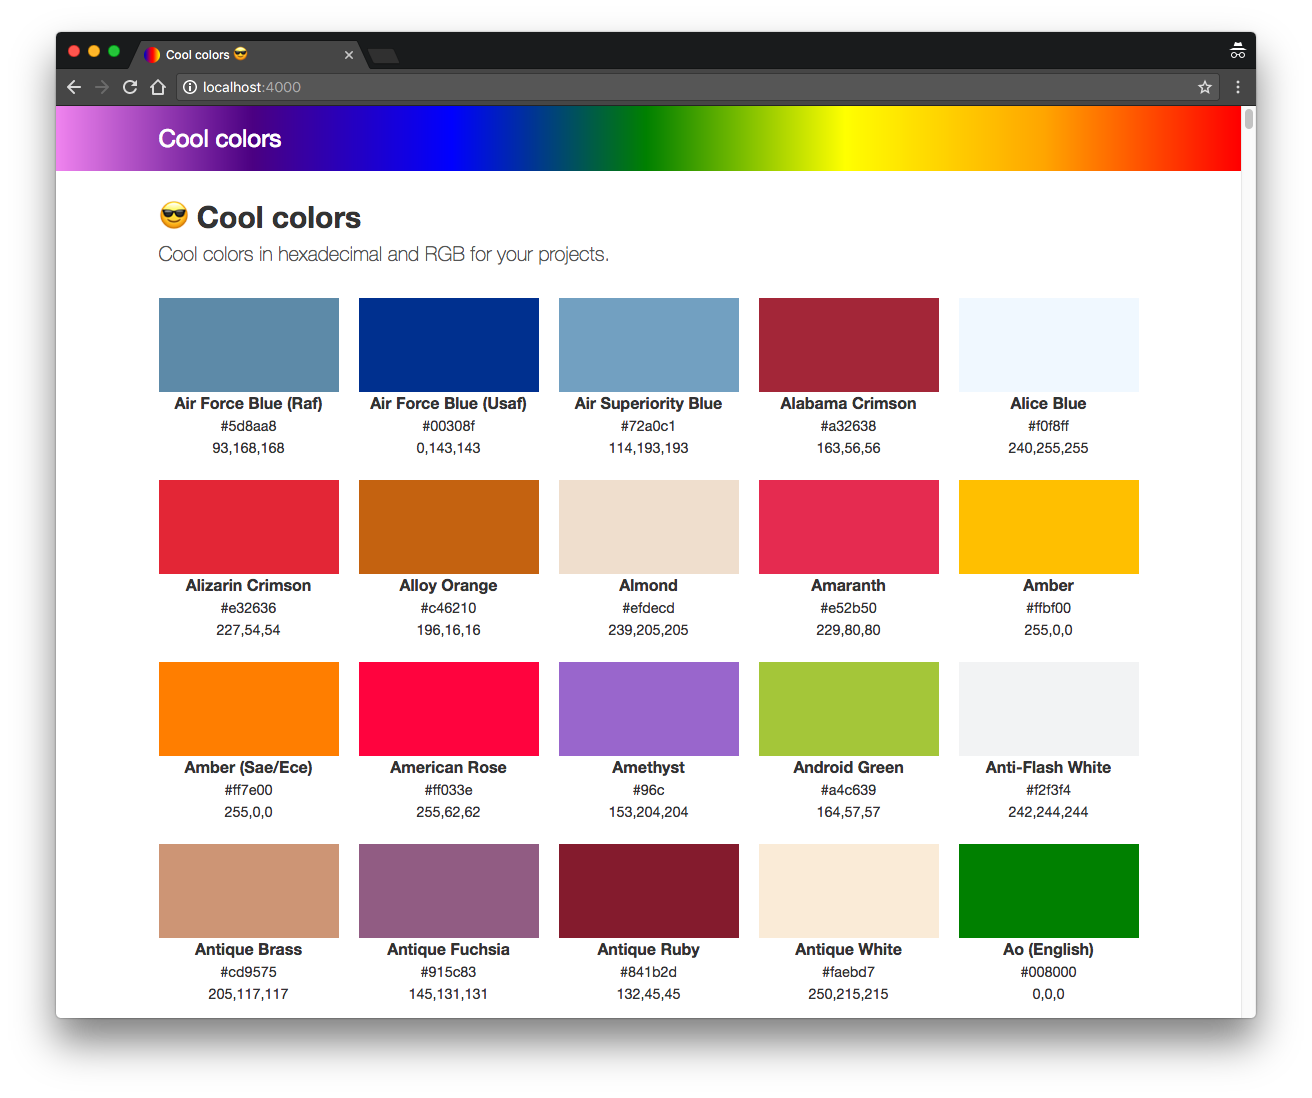 Cool colors 😎
localhost:4000
Cool colors
😎 Cool colors
Cool colors in hexadecimal and RGB for your projects.
Air Force Blue (Raf)
#5d8aa8
93,168,168
Air Force Blue (Usaf)
#00308f
0,143,143
Air Superiority Blue
#72a0c1
114,193,193
Alabama Crimson
#a32638
163,56,56
Alice Blue
#f0f8ff
240,255,255
Alizarin Crimson
#e32636
227,54,54
Alloy Orange
#c46210
196,16,16
Almond
#efdecd
239,205,205
Amaranth
#e52b50
229,80,80
Amber
#ffbf00
255,0,0
Amber (Sae/Ece)
#ff7e00
255,0,0
American Rose
#ff033e
255,62,62
Amethyst
#96c
153,204,204
Android Green
#a4c639
164,57,57
Anti-Flash White
#f2f3f4
242,244,244
Antique Brass
#cd9575
205,117,117
Antique Fuchsia
#915c83
145,131,131
Antique Ruby
#841b2d
132,45,45
Antique White
#faebd7
250,215,215
Ao (English)
#008000
0,0,0